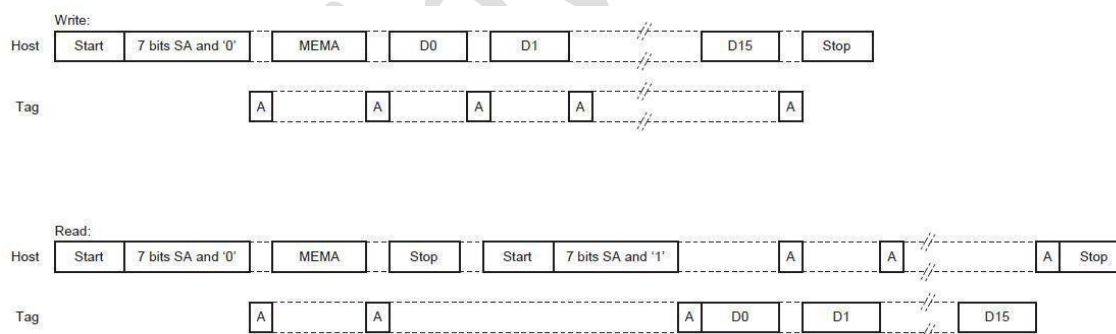 Write:
Host Start 7 bits SA and ‘0’ MEMA D0 D1 D15 Stop
Tag A A A A A
Read:
Host Start 7 bits SA and ‘0’ MEMA Stop Start 7 bits SA and ‘1’ A A A Stop
Tag A A A D0 D1 D15